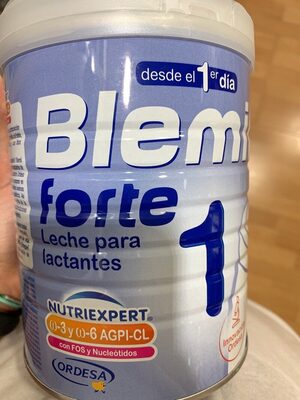 desde el 1er día
Blemi
forte
1
Leche para
lactantes
NUTRIEXPERT®
ω-3 y ω-6 AGPI-CL
con FOS y Nucleótidos
ORDESA